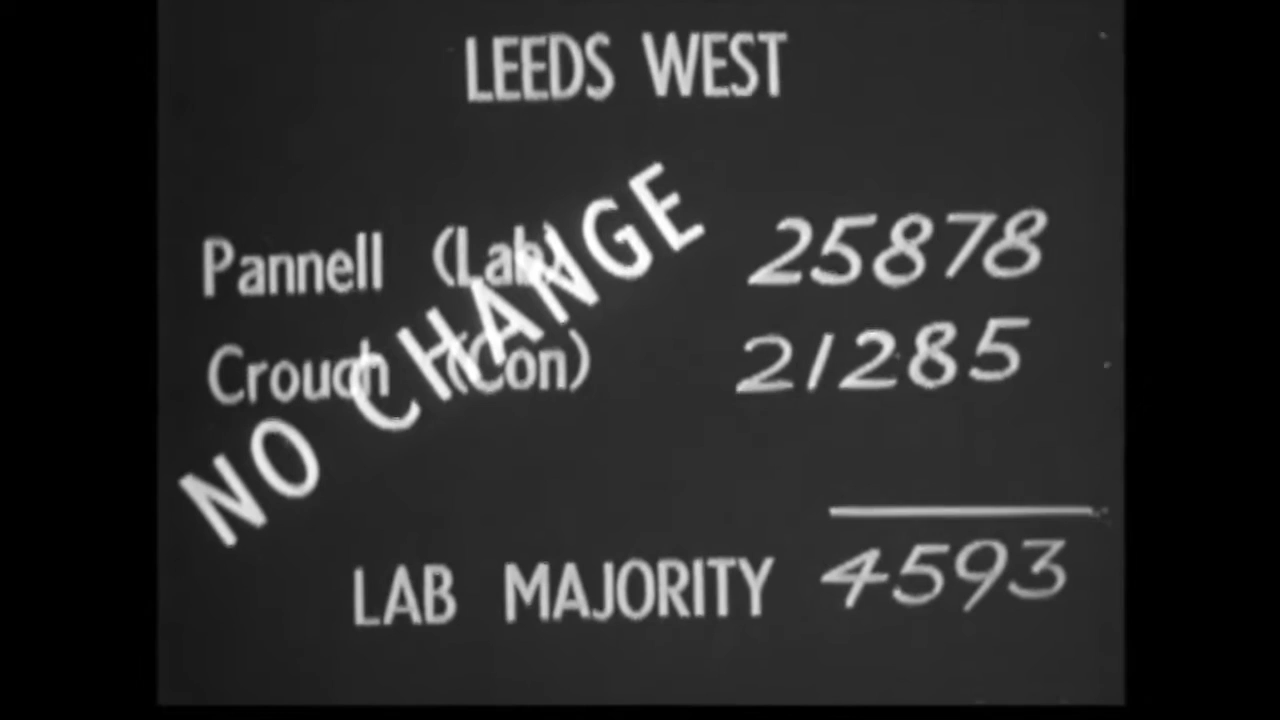 LEEDS WEST
Pannell (Lab) 25878
Crouch (Con) 21285
NO CHANGE
LAB MAJORITY 4593